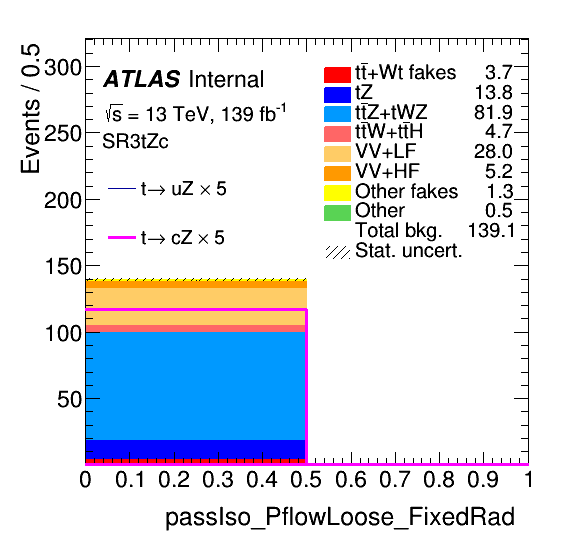 Events / 0.5
300
250
200
150
100
50
ATLAS Internal
√s = 13 TeV, 139 fb⁻¹
SR3tZc
t→ uZ × 5
t→ cZ × 5
tt̄+Wt fakes 3.7
tZ 13.8
tt̄Z+tWZ 81.9
tt̄W+tt̄H 4.7
VV+LF 28.0
VV+HF 5.2
Other fakes 1.3
Other 0.5
Total bkg. 139.1
Stat. uncert.
0 0.1 0.2 0.3 0.4 0.5 0.6 0.7 0.8 0.9 1
passIso_PflowLoose_FixedRad